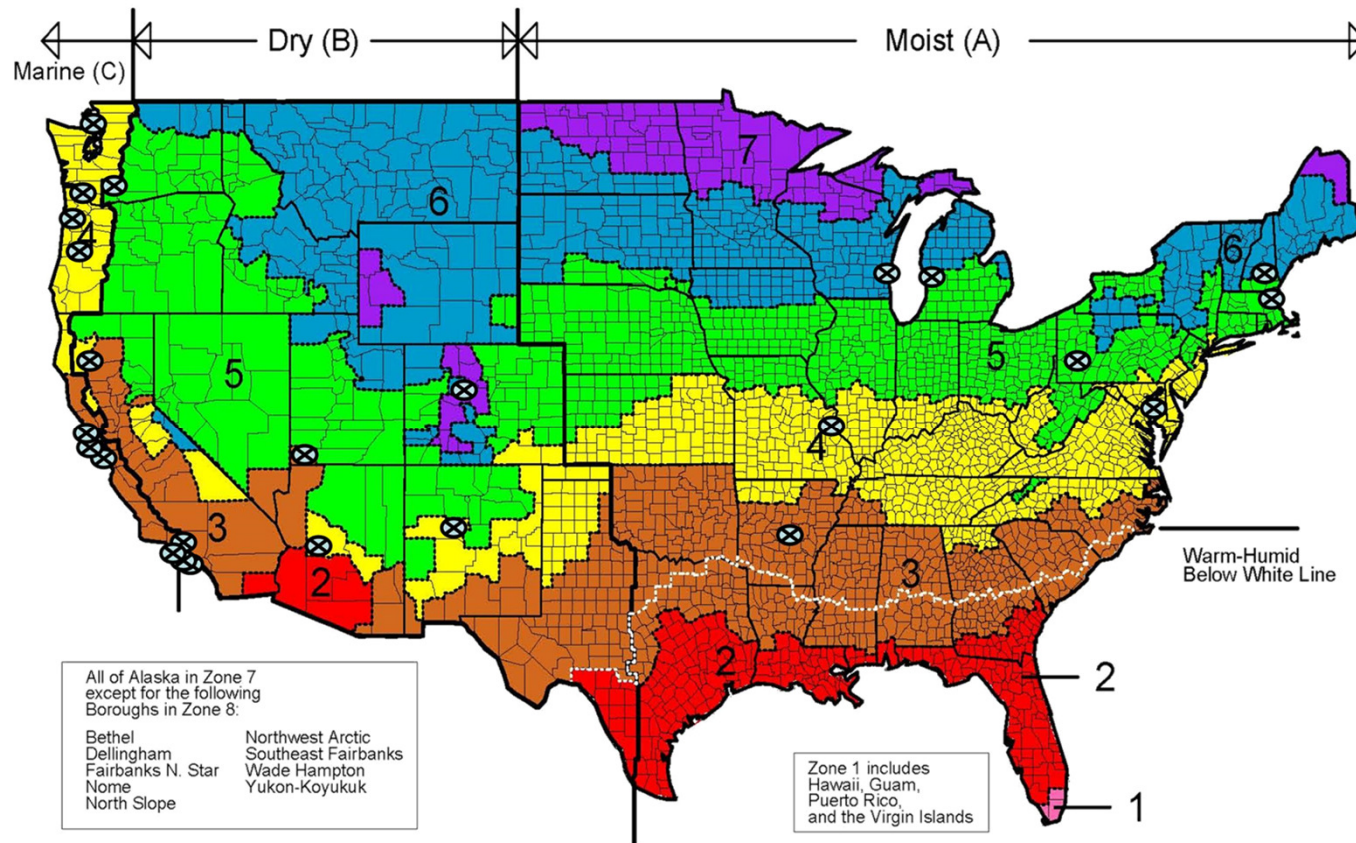 Dry (B)
Moist (A)
Marine (C)
7
6
4
6
5
5
4
3
3
2
2
2
1
Warm-Humid
Below White Line
All of Alaska in Zone 7
except for the following
Boroughs in Zone 8:
Bethel
Dellingham
Fairbanks N. Star
Nome
North Slope
Northwest Arctic
Southeast Fairbanks
Wade Hampton
Yukon-Koyukuk
Zone 1 includes
Hawaii, Guam,
Puerto Rico,
and the Virgin Islands